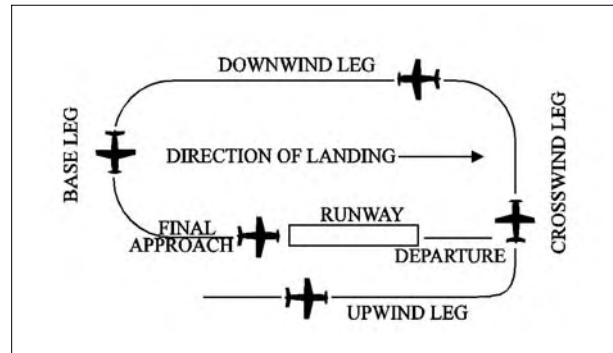 DOWNWIND LEG
BASE LEG
DIRECTION OF LANDING
CROSSWIND LEG
FINAL
APPROACH
RUNWAY
DEPARTURE
UPWIND LEG